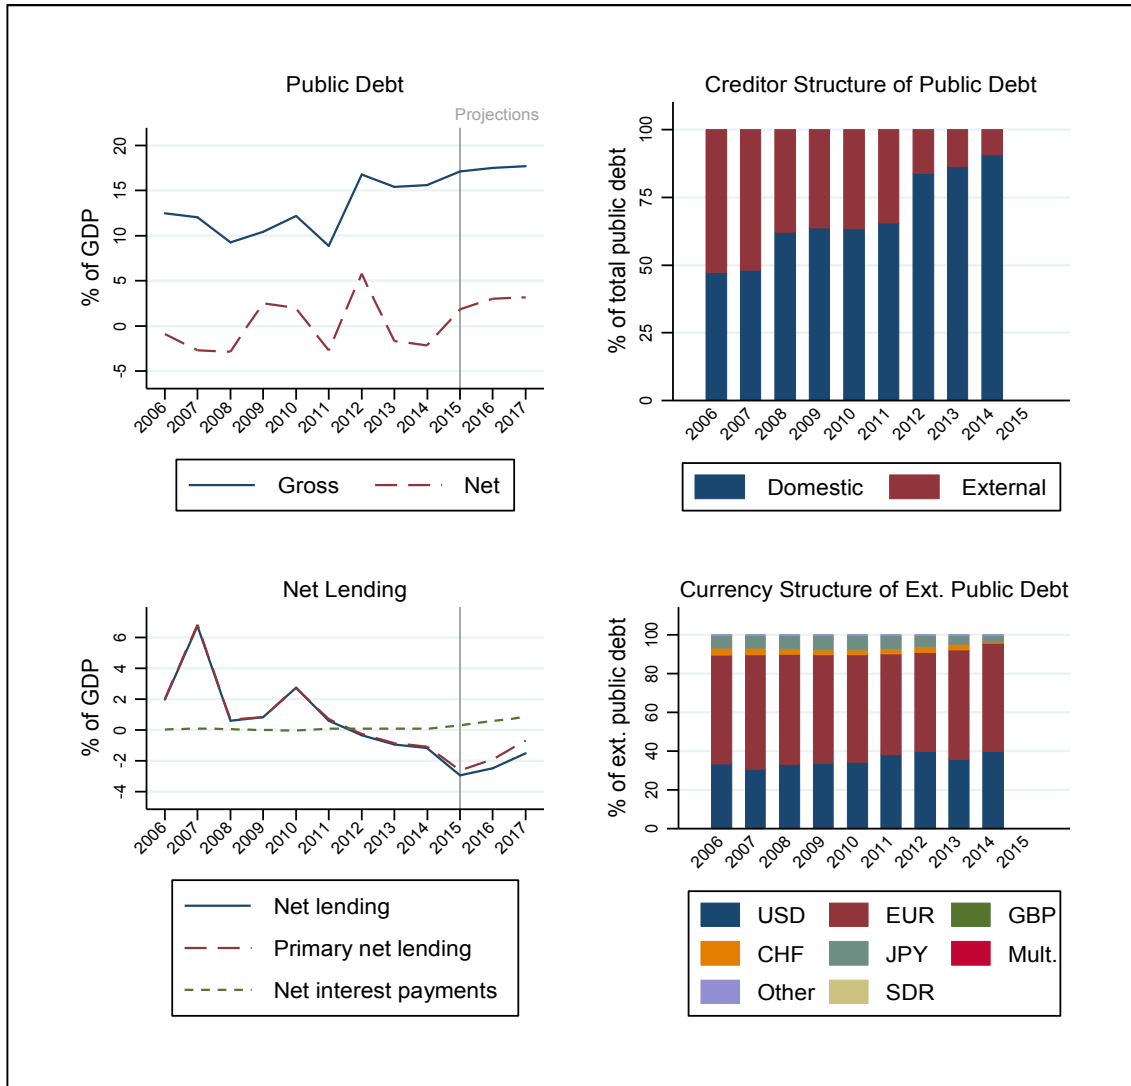 Public Debt
Projections
% of GDP
20
15
10
5
0
-5
2006 2007 2008 2009 2010 2011 2012 2013 2014 2015 2016 2017
Gross Net
Creditor Structure of Public Debt
% of total public debt
100
75
50
25
0
2006 2007 2008 2009 2010 2011 2012 2013 2014 2015
Domestic External
Net Lending
% of GDP
6
4
2
0
-2
-4
2006 2007 2008 2009 2010 2011 2012 2013 2014 2015 2016 2017
Net lending
Primary net lending
Net interest payments
Currency Structure of Ext. Public Debt
% of ext. public debt
100
80
60
40
20
0
2006 2007 2008 2009 2010 2011 2012 2013 2014 2015
USD EUR GBP
CHF JPY Mult.
Other SDR